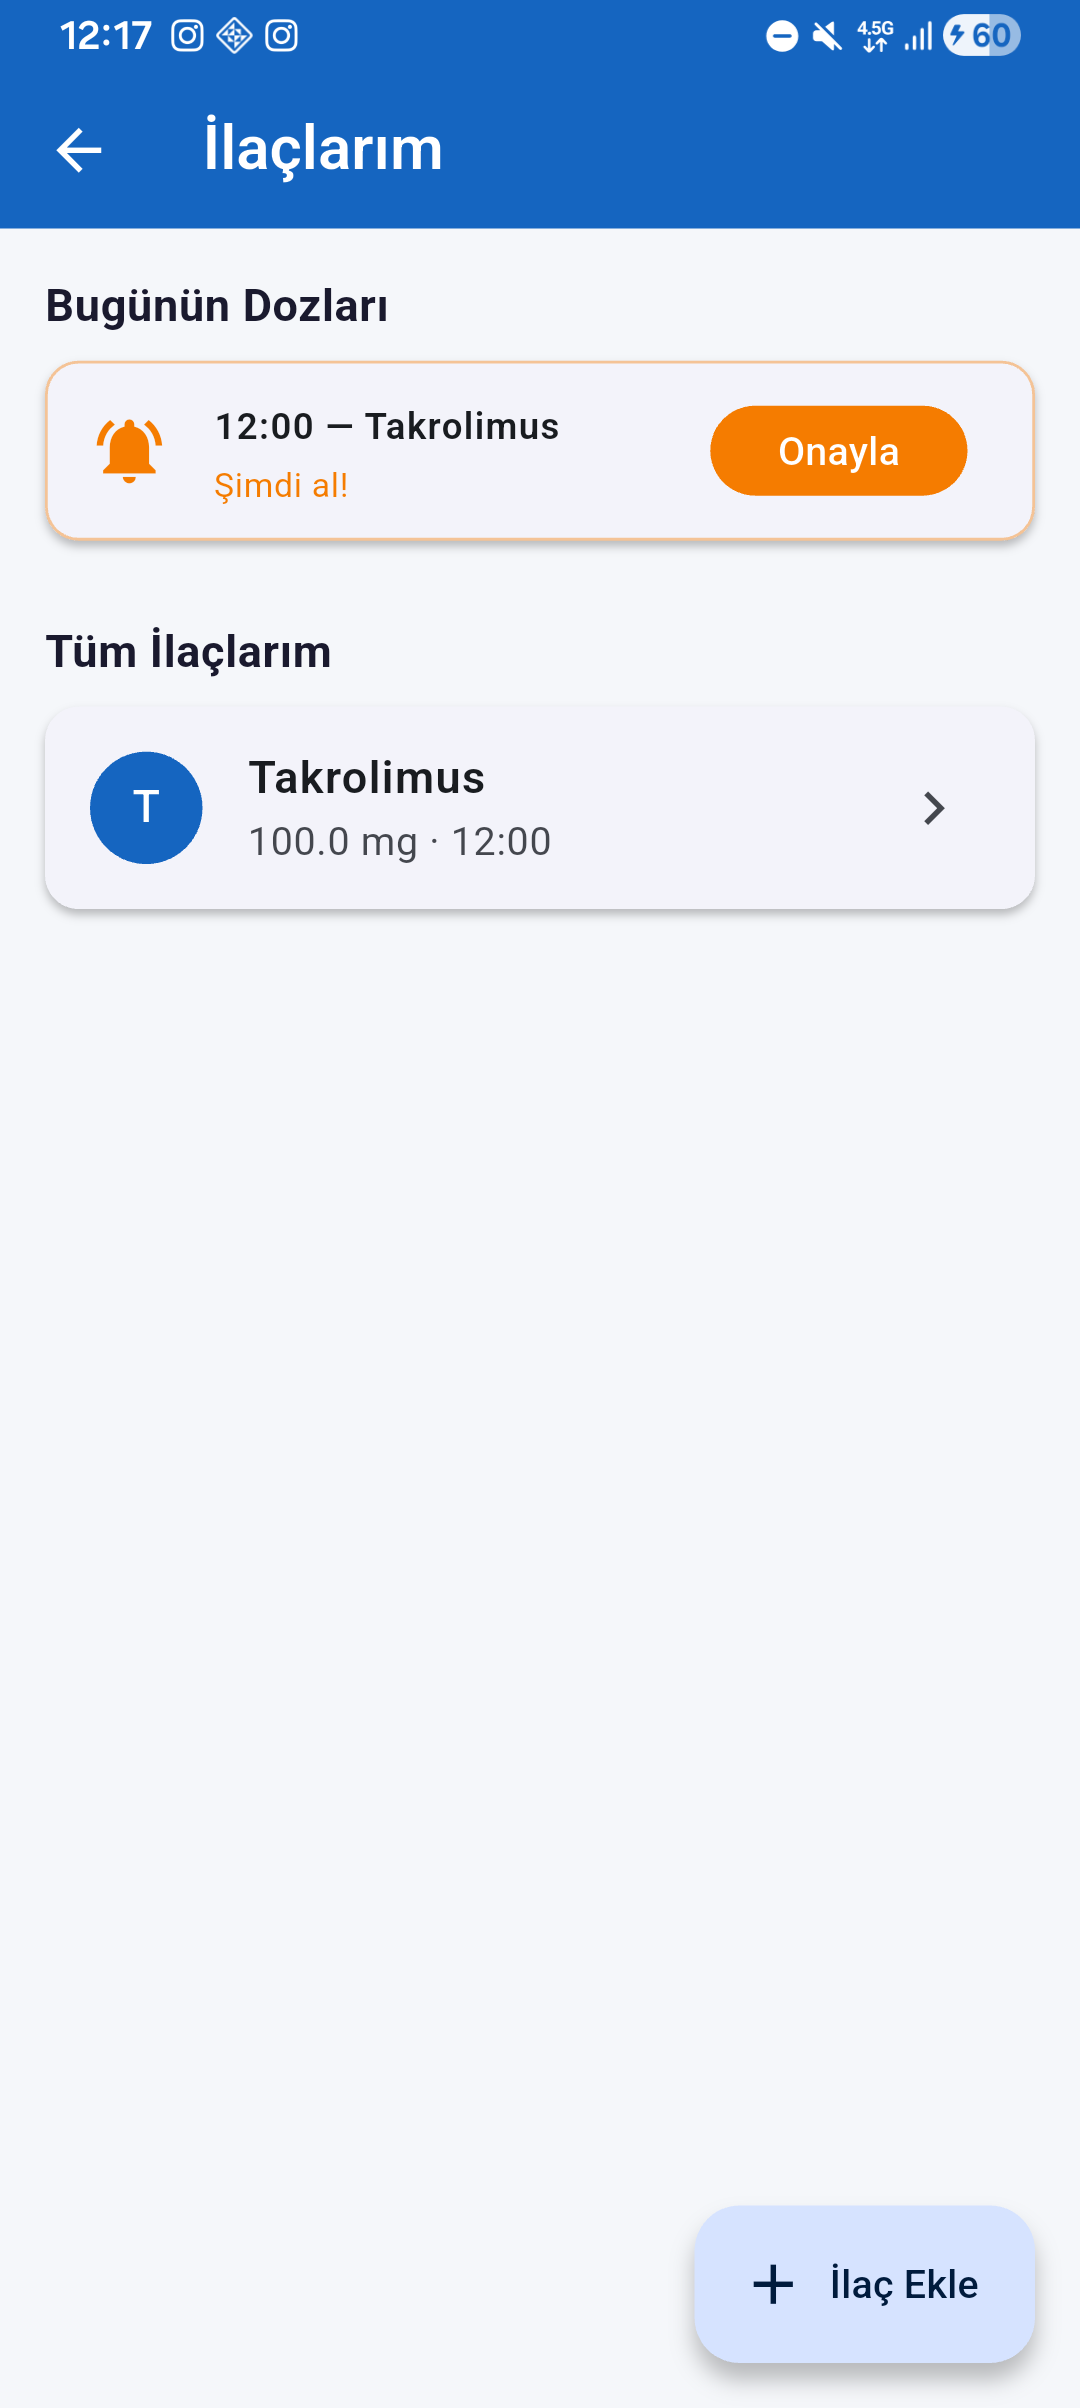 12:17
4.5G
60
İlaçlarım
Bugünün Dozları
12:00 — Takrolimus
Şimdi al!
Onayla
Tüm İlaçlarım
T
Takrolimus
100.0 mg · 12:00
İlaç Ekle